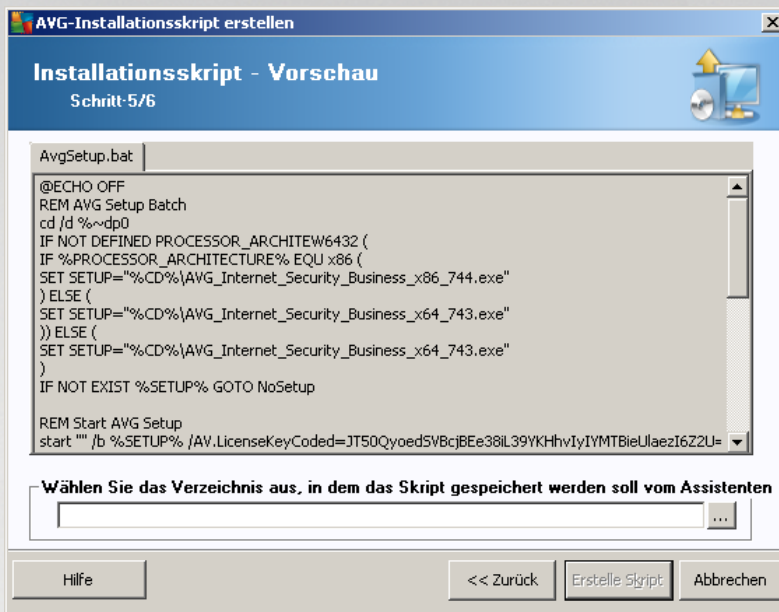 AVG-Installationsskript erstellen
Installationsskript - Vorschau
Schritt-5/6
AvgSetup.bat
@ECHO OFF
REM AVG Setup Batch
cd /d %~dp0
IF NOT DEFINED PROCESSOR_ARCHITEW6432 (
IF %PROCESSOR_ARCHITECTURE% EQU x86 (
SET SETUP="%CD%\AVG_Internet_Security_Business_x86_744.exe"
) ELSE (
SET SETUP="%CD%\AVG_Internet_Security_Business_x64_743.exe"
)) ELSE (
SET SETUP="%CD%\AVG_Internet_Security_Business_x64_743.exe"
)
IF NOT EXIST %SETUP% GOTO NoSetup
REM Start AVG Setup
start "" /b %SETUP% /AV.LicenseKeyCoded=JT50QyoedSVBcjBEe38iL39YKHhvIyIYMTBieUlaezI6Z2U=
Wählen Sie das Verzeichnis aus, in dem das Skript gespeichert werden soll vom Assistenten
...
Hilfe
<< Zurück
Erstelle Skript
Abbrechen